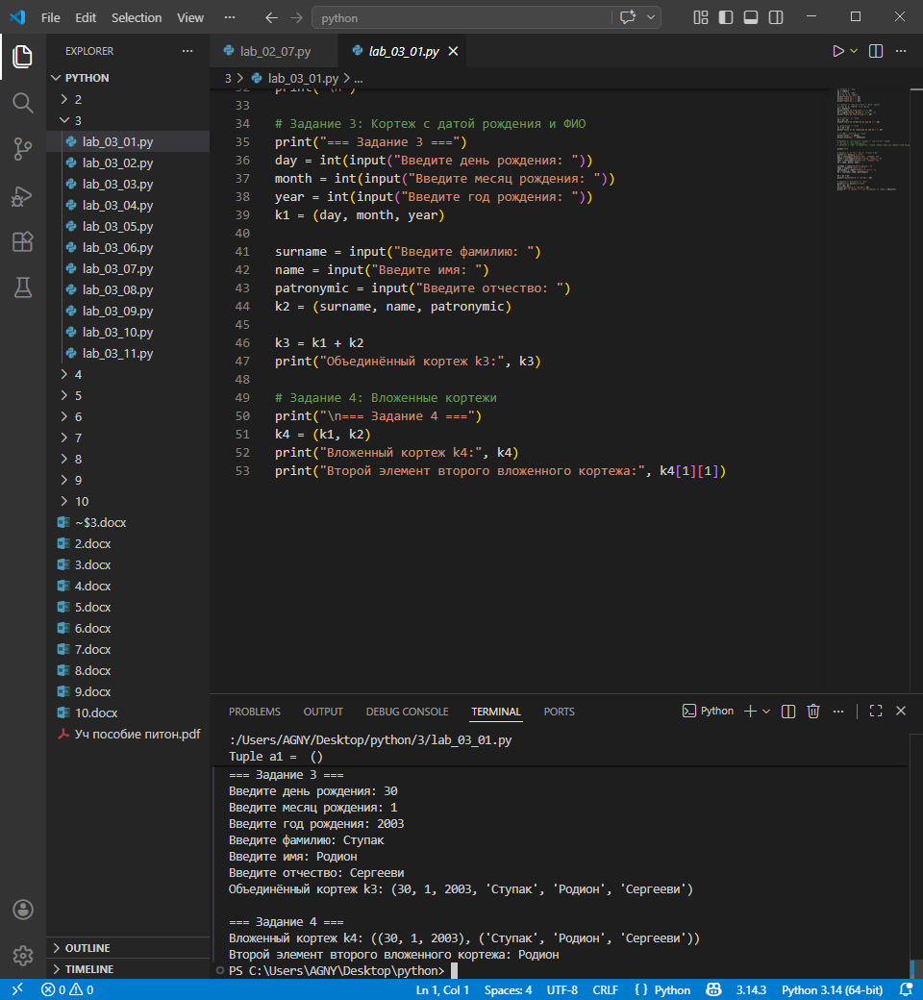 File Edit Selection View ··· python
EXPLORER ···
PYTHON
2
3
lab_03_01.py
lab_03_02.py
lab_03_03.py
lab_03_04.py
lab_03_05.py
lab_03_06.py
lab_03_07.py
lab_03_08.py
lab_03_09.py
lab_03_10.py
lab_03_11.py
4
5
6
7
8
9
10
~$3.docx
2.docx
3.docx
4.docx
5.docx
6.docx
7.docx
8.docx
9.docx
10.docx
Уч пособие питон.pdf
OUTLINE
TIMELINE
lab_02_07.py lab_03_01.py
3 > lab_03_01.py > ...
32 print("\n")
33
34 # Задание 3: Кортеж с датой рождения и ФИО
35 print("=== Задание 3 ===")
36 day = int(input("Введите день рождения: "))
37 month = int(input("Введите месяц рождения: "))
38 year = int(input("Введите год рождения: "))
39 k1 = (day, month, year)
40
41 surname = input("Введите фамилию: ")
42 name = input("Введите имя: ")
43 patronymic = input("Введите отчество: ")
44 k2 = (surname, name, patronymic)
45
46 k3 = k1 + k2
47 print("Объединённый кортеж k3:", k3)
48
49 # Задание 4: Вложенные кортежи
50 print("\n=== Задание 4 ===")
51 k4 = (k1, k2)
52 print("Вложенный кортеж k4:", k4)
53 print("Второй элемент второго вложенного кортежа:", k4[1][1])
PROBLEMS OUTPUT DEBUG CONSOLE TERMINAL PORTS Python
:/Users/AGNY/Desktop/python/3/lab_03_01.py
Tuple a1 =  ()
=== Задание 3 ===
Введите день рождения: 30
Введите месяц рождения: 1
Введите год рождения: 2003
Введите фамилию: Ступак
Введите имя: Родион
Введите отчество: Сергееви
Объединённый кортеж k3: (30, 1, 2003, 'Ступак', 'Родион', 'Сергееви')
=== Задание 4 ===
Вложенный кортеж k4: ((30, 1, 2003), ('Ступак', 'Родион', 'Сергееви'))
Второй элемент второго вложенного кортежа: Родион
PS C:\Users\AGNY\Desktop\python>
0 0 Ln 1, Col 1 Spaces: 4 UTF-8 CRLF { } Python 3.14.3 Python 3.14 (64-bit)